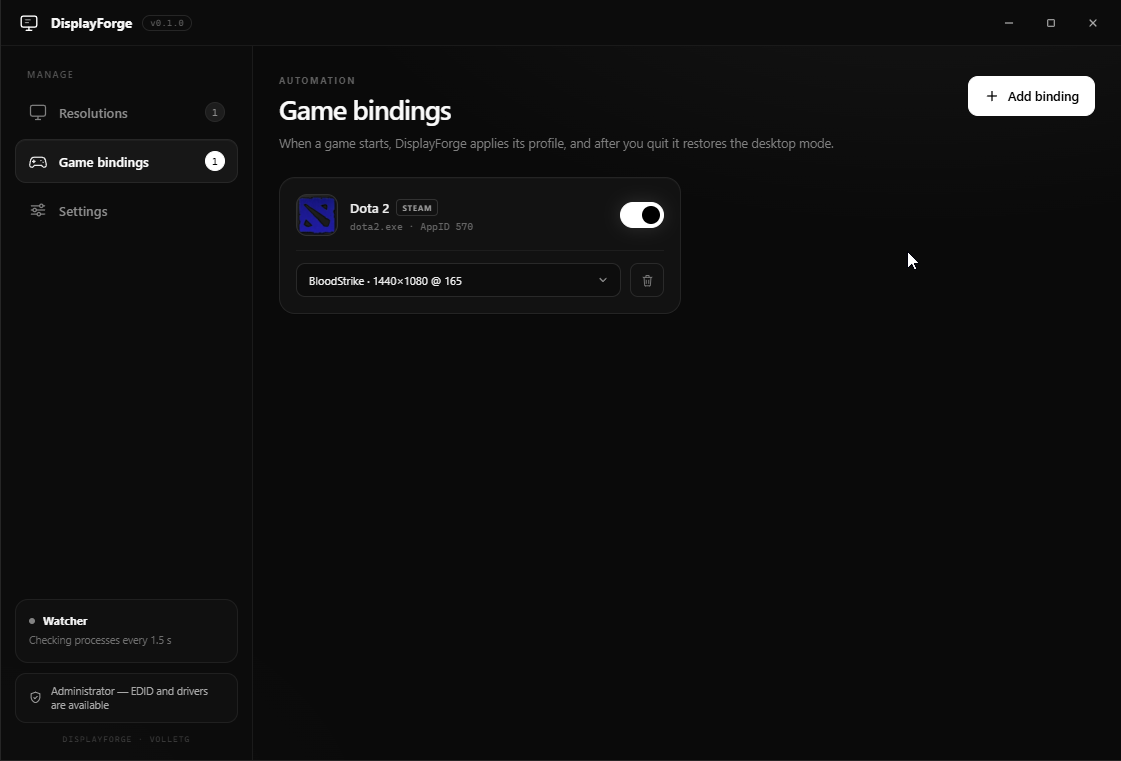 DisplayForge v0.1.0
MANAGE
Resolutions 1
Game bindings 1
Settings
AUTOMATION
Game bindings
When a game starts, DisplayForge applies its profile, and after you quit it restores the desktop mode.
Add binding
Dota 2 STEAM
dota2.exe · AppID 570
BloodStrike · 1440×1080 @ 165
Watcher
Checking processes every 1.5 s
Administrator — EDID and drivers
are available
DISPLAYFORGE · VOLLETG